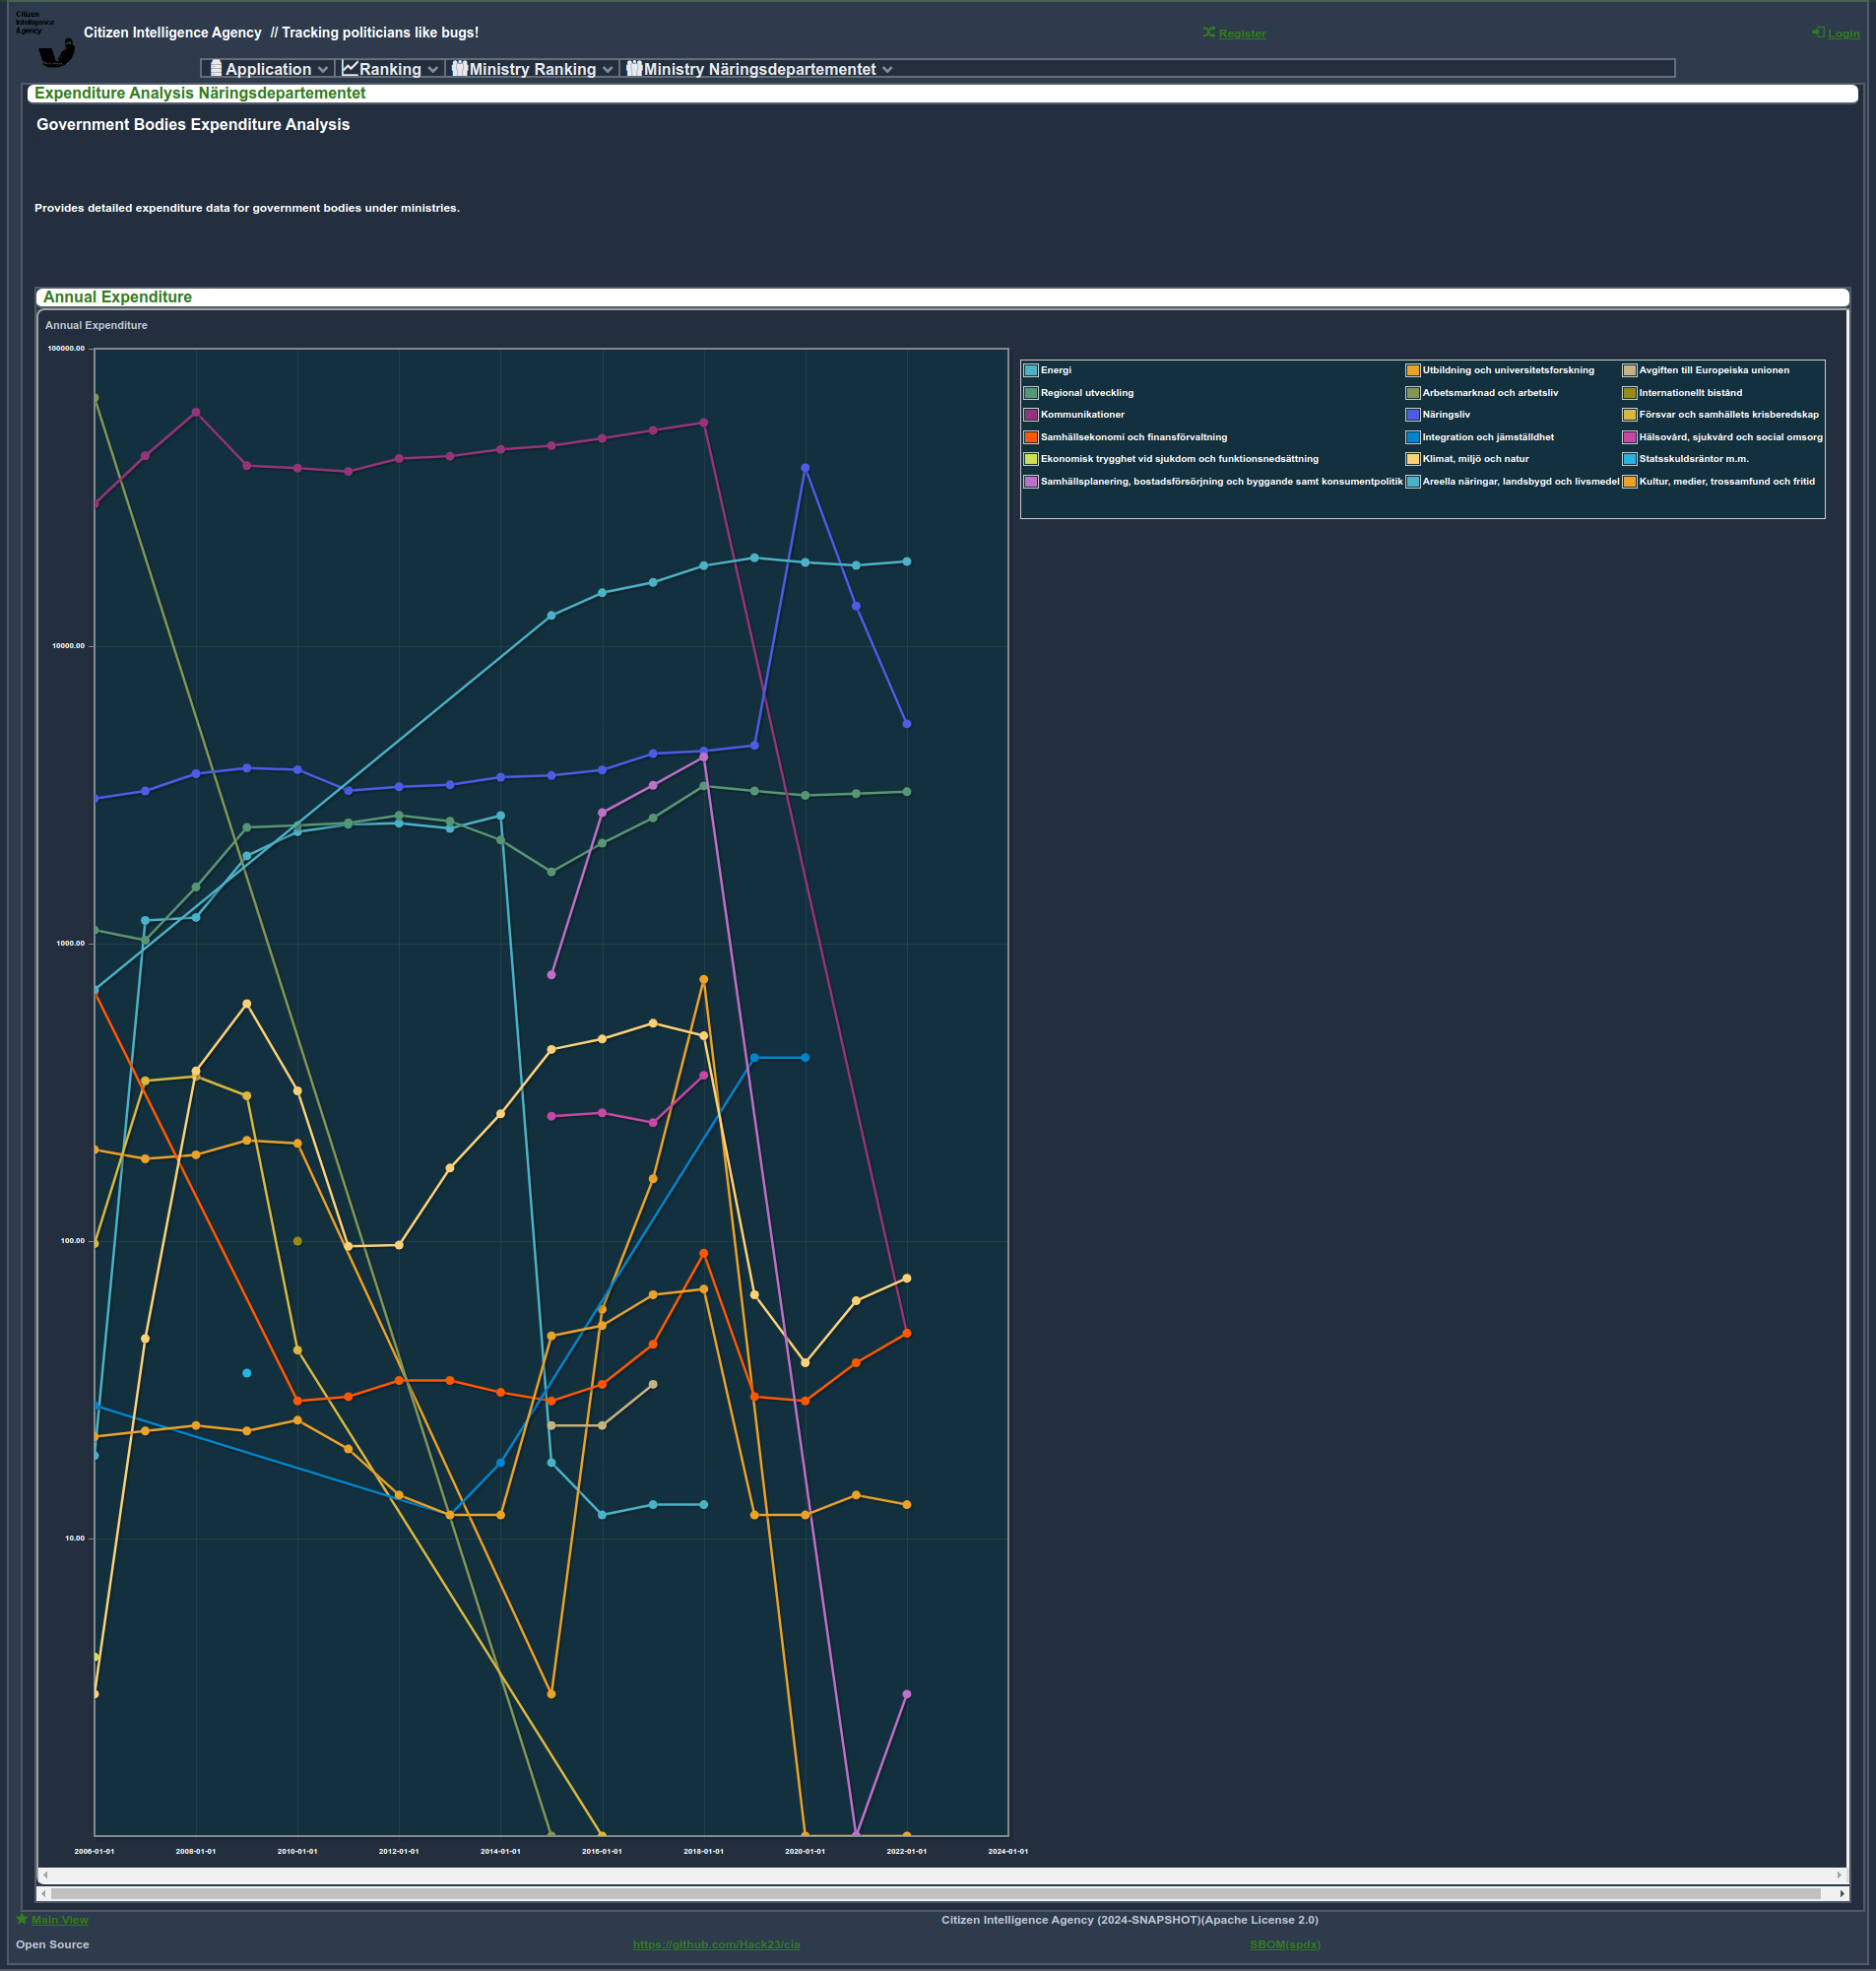 Citizen
Intelligence
Agency
Citizen Intelligence Agency // Tracking politicians like bugs!
Register
Login
Application
Ranking
Ministry Ranking
Ministry Näringsdepartementet
Expenditure Analysis Näringsdepartementet
Government Bodies Expenditure Analysis
Provides detailed expenditure data for government bodies under ministries.
Annual Expenditure
Annual Expenditure
100000.00
10000.00
1000.00
100.00
10.00
2006-01-01 2008-01-01 2010-01-01 2012-01-01 2014-01-01 2016-01-01 2018-01-01 2020-01-01 2022-01-01 2024-01-01
Energi Utbildning och universitetsforskning Avgiften till Europeiska unionen
Regional utveckling Arbetsmarknad och arbetsliv Internationellt bistånd
Kommunikationer Näringsliv Försvar och samhällets krisberedskap
Samhällsekonomi och finansförvaltning Integration och jämställdhet Hälsovård, sjukvård och social omsorg
Ekonomisk trygghet vid sjukdom och funktionsnedsättning Klimat, miljö och natur Statsskuldsräntor m.m.
Samhällsplanering, bostadsförsörjning och byggande samt konsumentpolitik Areella näringar, landsbygd och livsmedel Kultur, medier, trossamfund och fritid
Main View
Citizen Intelligence Agency (2024-SNAPSHOT)(Apache License 2.0)
Open Source
https://github.com/Hack23/cia
SBOM(spdx)